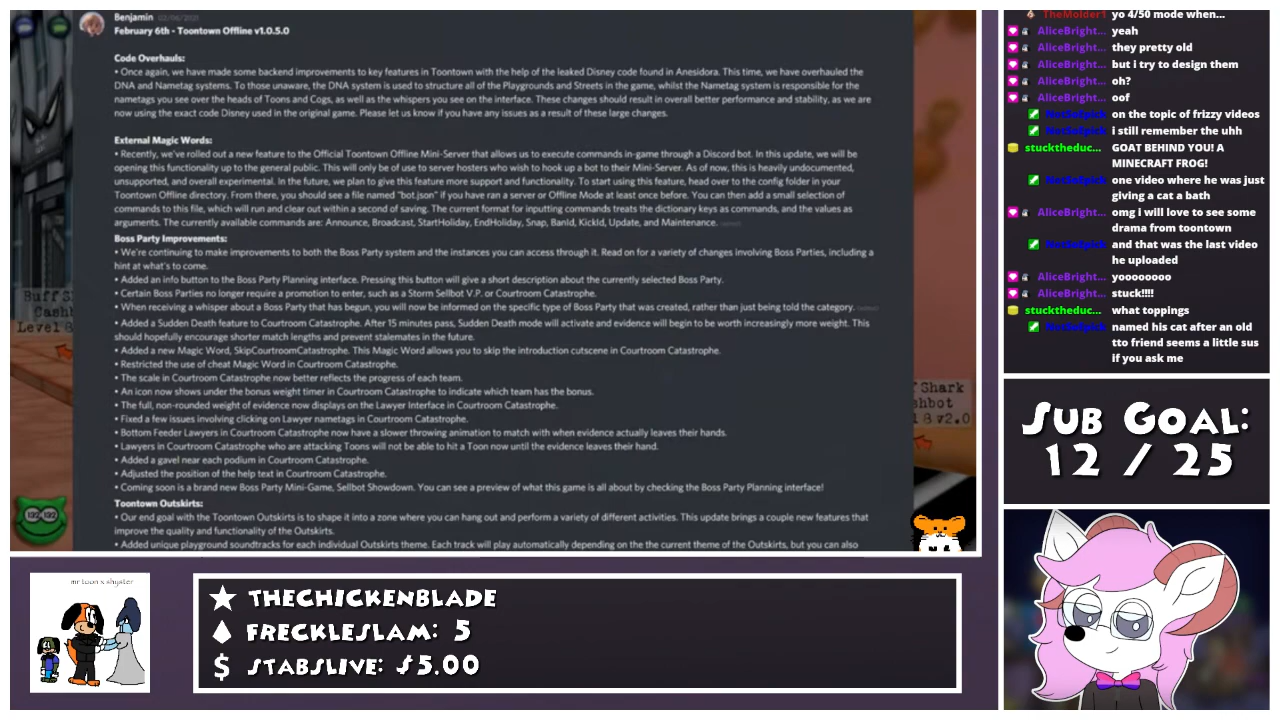 Benjamin 02/06/2021
February 6th - Toontown Offline v1.0.5.0
Code Overhauls:
• Once again, we have made some backend improvements to key features in Toontown with the help of the leaked Disney code found in Anesidora. This time, we have overhauled the
DNA and Nametag systems. To those unaware, the DNA system is used to structure all of the Playgrounds and Streets in the game, whilst the Nametag system is responsible for the
nametags you see over the heads of Toons and Cogs, as well as the whispers you see on the interface. These changes should result in overall better performance and stability, as we are
now using the exact code Disney used in the original game. Please let us know if you have any issues as a result of these large changes.
External Magic Words:
• Recently, we've rolled out a new feature to the Official Toontown Offline Mini-Server that allows us to execute commands in-game through a Discord bot. In this update, we will be
opening this functionality up to the general public. This will only be of use to server hosters who wish to hook up a bot to their Mini-Server. As of now, this is heavily undocumented,
unsupported, and overall experimental. In the future, we plan to give this feature more support and functionality. To start using this feature, head over to the config folder in your
Toontown Offline directory. From there, you should see a file named "bot.json" if you have ran a server or Offline Mode at least once before. You can then add a small selection of
commands to this file, which will run and clear out within a second of saving. The current format for inputting commands treats the dictionary keys as commands, and the values as
arguments. The currently available commands are: Announce, Broadcast, StartHoliday, EndHoliday, Snap, BanId, KickId, Update, and Maintenance.
Boss Party Improvements:
• We're continuing to make improvements to both the Boss Party system and the instances you can access through it. Read on for a variety of changes involving Boss Parties, including a
hint at what's to come.
• Added an info button to the Boss Party Planning interface. Pressing this button will give a short description about the currently selected Boss Party.
• Certain Boss Parties no longer require a promotion to enter, such as a Storm Sellbot V.P. or Courtroom Catastrophe.
• When receiving a whisper about a Boss Party that has begun, you will now be informed on the specific type of Boss Party that was created, rather than just being told the category.
• Added a Sudden Death feature to Courtroom Catastrophe. After 15 minutes pass, Sudden Death mode will activate and evidence will begin to be worth increasingly more weight. This
should hopefully encourage shorter match lengths and prevent stalemates in the future.
• Added a new Magic Word, SkipCourtroomCatastrophe. This Magic Word allows you to skip the introduction cutscene in Courtroom Catastrophe.
• Restricted the use of cheat Magic Word in Courtroom Catastrophe.
• The scale in Courtroom Catastrophe now better reflects the progress of each team.
• An icon now shows under the bonus weight timer in Courtroom Catastrophe to indicate which team has the bonus.
• The full, non-rounded weight of evidence now displays on the Lawyer Interface in Courtroom Catastrophe.
• Fixed a few issues involving clicking on Lawyer nametags in Courtroom Catastrophe.
• Bottom Feeder Lawyers in Courtroom Catastrophe now have a slower throwing animation to match with when evidence actually leaves their hands.
• Lawyers in Courtroom Catastrophe who are attacking Toons will not be able to hit a Toon now until the evidence leaves their hand.
• Added a gavel near each podium in Courtroom Catastrophe.
• Adjusted the position of the help text in Courtroom Catastrophe.
• Coming soon is a brand new Boss Party Mini-Game, Sellbot Showdown. You can see a preview of what this game is all about by checking the Boss Party Planning interface!
Toontown Outskirts:
• Our end goal with the Toontown Outskirts is to shape it into a zone where you can hang out and perform a variety of different activities. This update brings a couple new features that
improve the quality and functionality of the Outskirts.
• Added unique playground soundtracks for each individual Outskirts theme. Each track will play automatically depending on the the current theme of the Outskirts, but you can also
Buff S
Cashb
Level 8
f Shark
shbot
l 8 v2.0
192/192
TheMolder1 yo 4/50 mode when...
AliceBright... yeah
AliceBright... they pretty old
AliceBright... but i try to design them
AliceBright... oh?
AliceBright... oof
NotSoEpich on the topic of frizzy videos
NotSoEpich i still remember the uhh
stucktheduc... GOAT BEHIND YOU! A
MINECRAFT FROG!
NotSoEpich one video where he was just
giving a cat a bath
AliceBright... omg i will love to see some
drama from toontown
NotSoEpich and that was the last video
he uploaded
AliceBright... yoooooooo
AliceBright... stuck!!!!
stucktheduc... what toppings
NotSoEpich named his cat after an old
tto friend seems a little sus
if you ask me
Sub Goal:
12 / 25
mr toon x shyster
THECHICKENBLADE
FRECKLESLAM: 5
STABSLIVE: $5.00